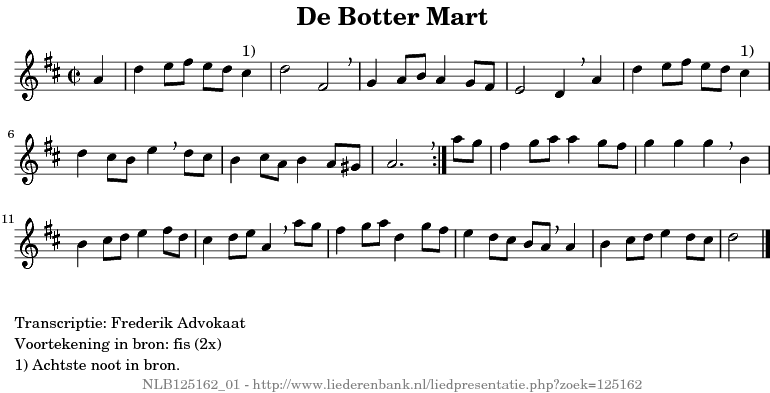 De Botter Mart
1)
1)
6
11
Transcriptie: Frederik Advokaat
Voortekening in bron: fis (2x)
1) Achtste noot in bron.
NLB125162_01 - http://www.liederenbank.nl/liedpresentatie.php?zoek=125162